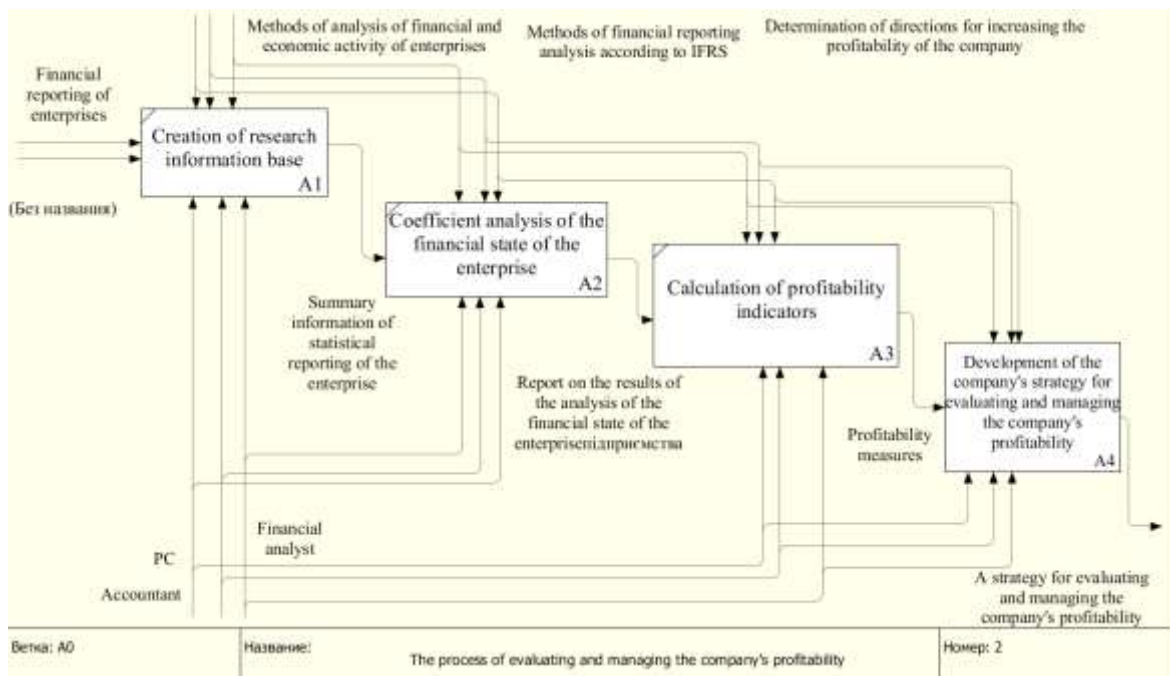 Methods of analysis of financial and
economic activity of enterprises
Methods of financial reporting
analysis according to IFRS
Determination of directions for increasing the
profitability of the company
Financial
reporting of
enterprises
Creation of research
information base
A1
(Без названия)
Coefficient analysis of the
financial state of the
enterprise
A2
Calculation of profitability
indicators
A3
Summary
information of
statistical
reporting of the
enterprise
Development of the
company's strategy for
evaluating and managing
the company's
profitability
A4
Report on the results of
the analysis of the
financial state of the
enterpriseпідприємства
Profitability
measures
Financial
analyst
PC
Accountant
A strategy for evaluating
and managing the
company's profitability
Ветка: A0
Название:
The process of evaluating and managing the company's profitability
Номер: 2